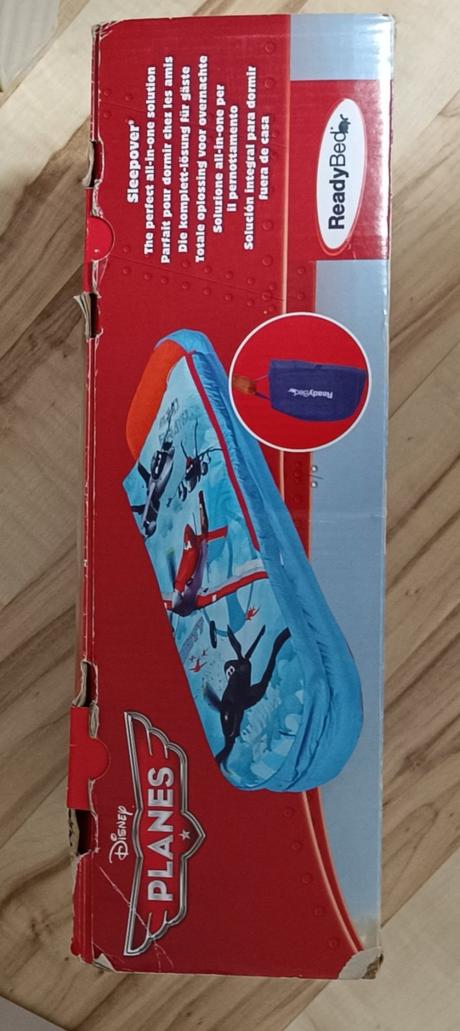 Disney
PLANES
Sleepover®
The perfect all-in-one solution
Parfait pour dormir chez les amis
Die komplett-lösung für gäste
Totale oplossing voor overnachte
Soluzione all-in-one per
il pernottamento
Solución integral para dormir
fuera de casa
ReadyBed
ReadyBed